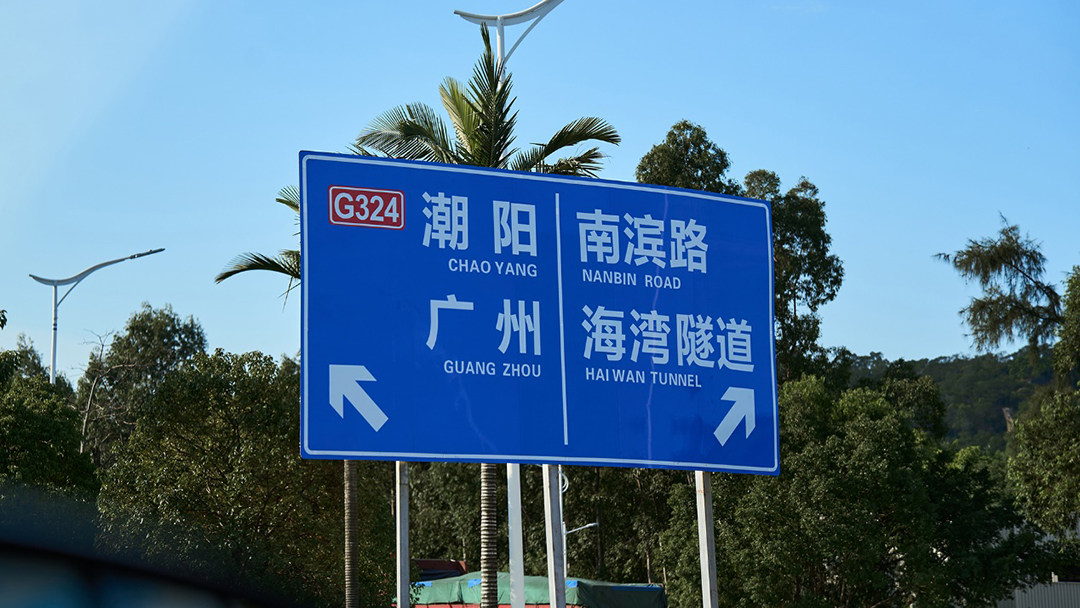 G324
潮阳
CHAO YANG
广州
GUANG ZHOU
南滨路
NANBIN ROAD
海湾隧道
HAI WAN TUNNEL